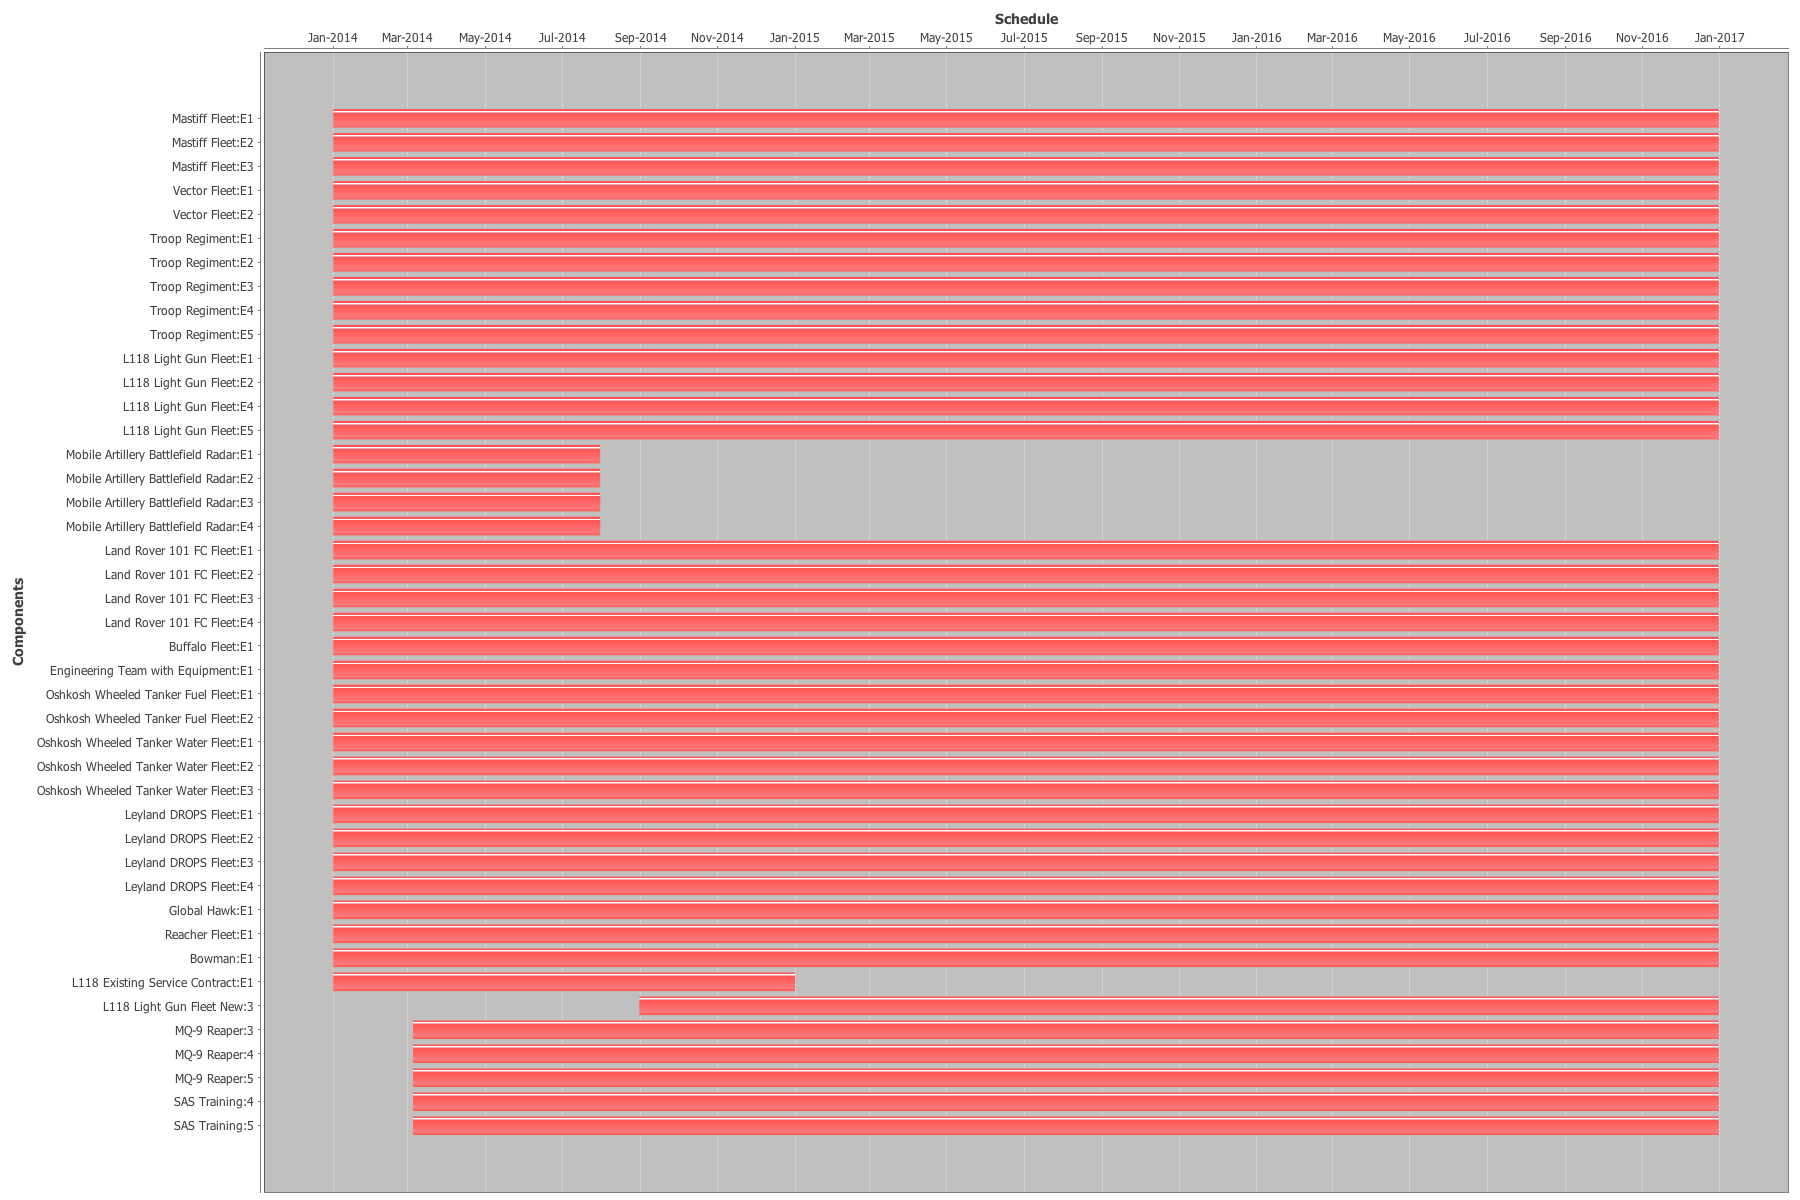 Schedule
Jan-2014 Mar-2014 May-2014 Jul-2014 Sep-2014 Nov-2014 Jan-2015 Mar-2015 May-2015 Jul-2015 Sep-2015 Nov-2015 Jan-2016 Mar-2016 May-2016 Jul-2016 Sep-2016 Nov-2016 Jan-2017
Components
Mastiff Fleet:E1
Mastiff Fleet:E2
Mastiff Fleet:E3
Vector Fleet:E1
Vector Fleet:E2
Troop Regiment:E1
Troop Regiment:E2
Troop Regiment:E3
Troop Regiment:E4
Troop Regiment:E5
L118 Light Gun Fleet:E1
L118 Light Gun Fleet:E2
L118 Light Gun Fleet:E4
L118 Light Gun Fleet:E5
Mobile Artillery Battlefield Radar:E1
Mobile Artillery Battlefield Radar:E2
Mobile Artillery Battlefield Radar:E3
Mobile Artillery Battlefield Radar:E4
Land Rover 101 FC Fleet:E1
Land Rover 101 FC Fleet:E2
Land Rover 101 FC Fleet:E3
Land Rover 101 FC Fleet:E4
Buffalo Fleet:E1
Engineering Team with Equipment:E1
Oshkosh Wheeled Tanker Fuel Fleet:E1
Oshkosh Wheeled Tanker Fuel Fleet:E2
Oshkosh Wheeled Tanker Water Fleet:E1
Oshkosh Wheeled Tanker Water Fleet:E2
Oshkosh Wheeled Tanker Water Fleet:E3
Leyland DROPS Fleet:E1
Leyland DROPS Fleet:E2
Leyland DROPS Fleet:E3
Leyland DROPS Fleet:E4
Global Hawk:E1
Reacher Fleet:E1
Bowman:E1
L118 Existing Service Contract:E1
L118 Light Gun Fleet New:3
MQ-9 Reaper:3
MQ-9 Reaper:4
MQ-9 Reaper:5
SAS Training:4
SAS Training:5